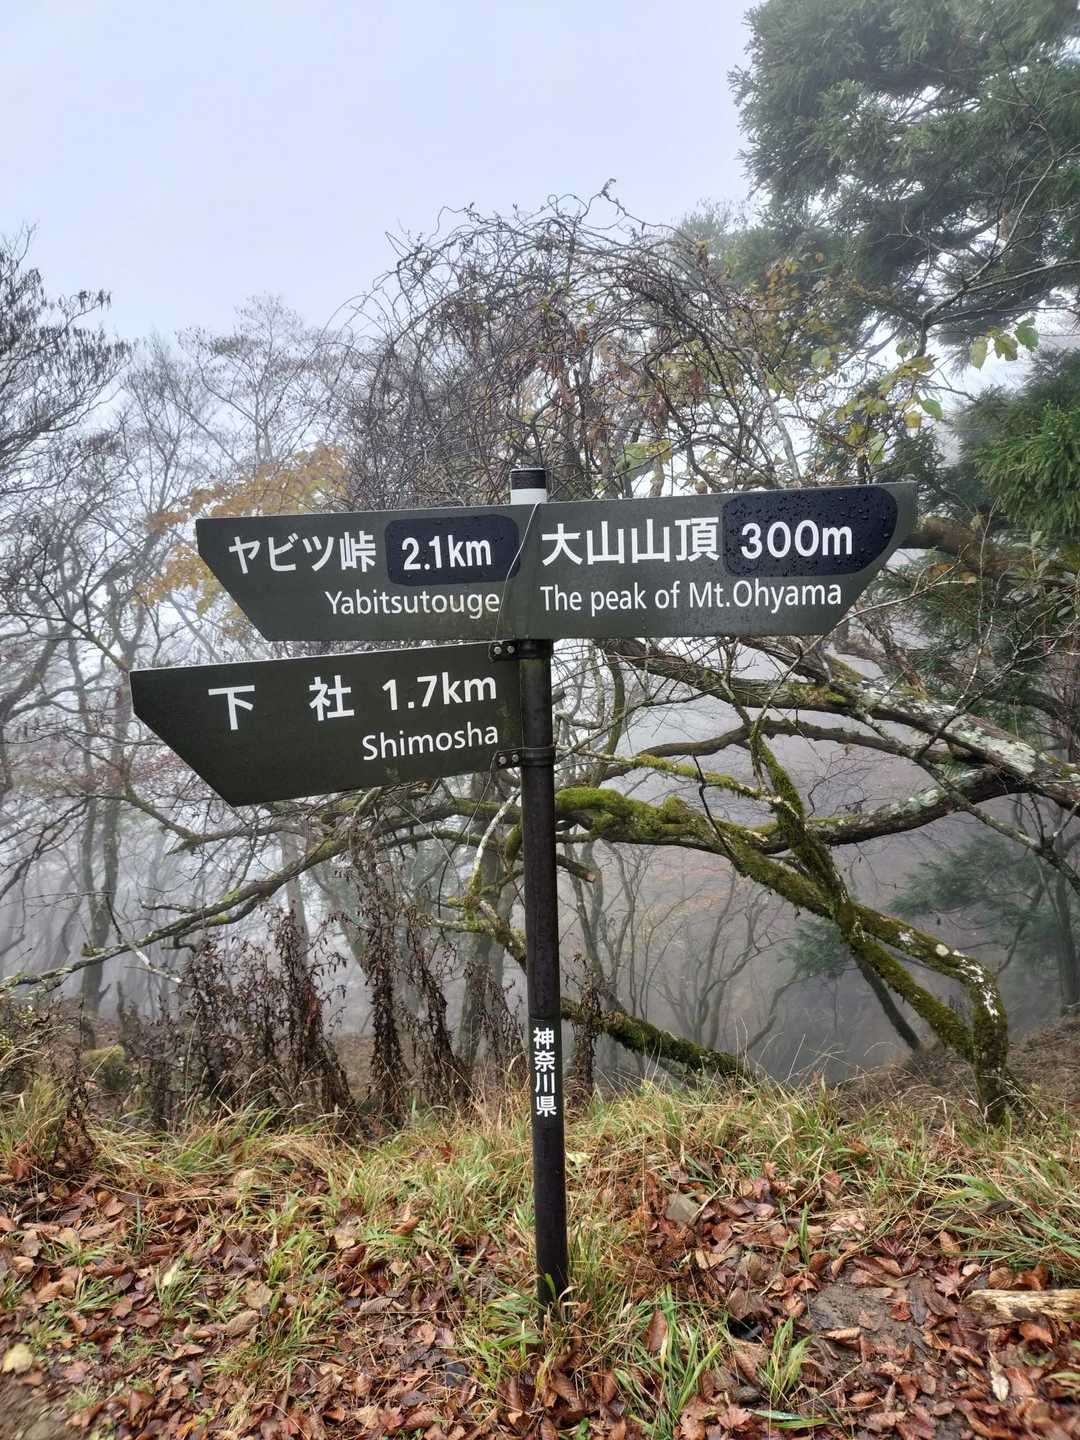 ヤビツ峠 2.1km
Yabitsutouge
大山山頂 300m
The peak of Mt.Ohyama
下 社 1.7km
Shimosha
神奈川県